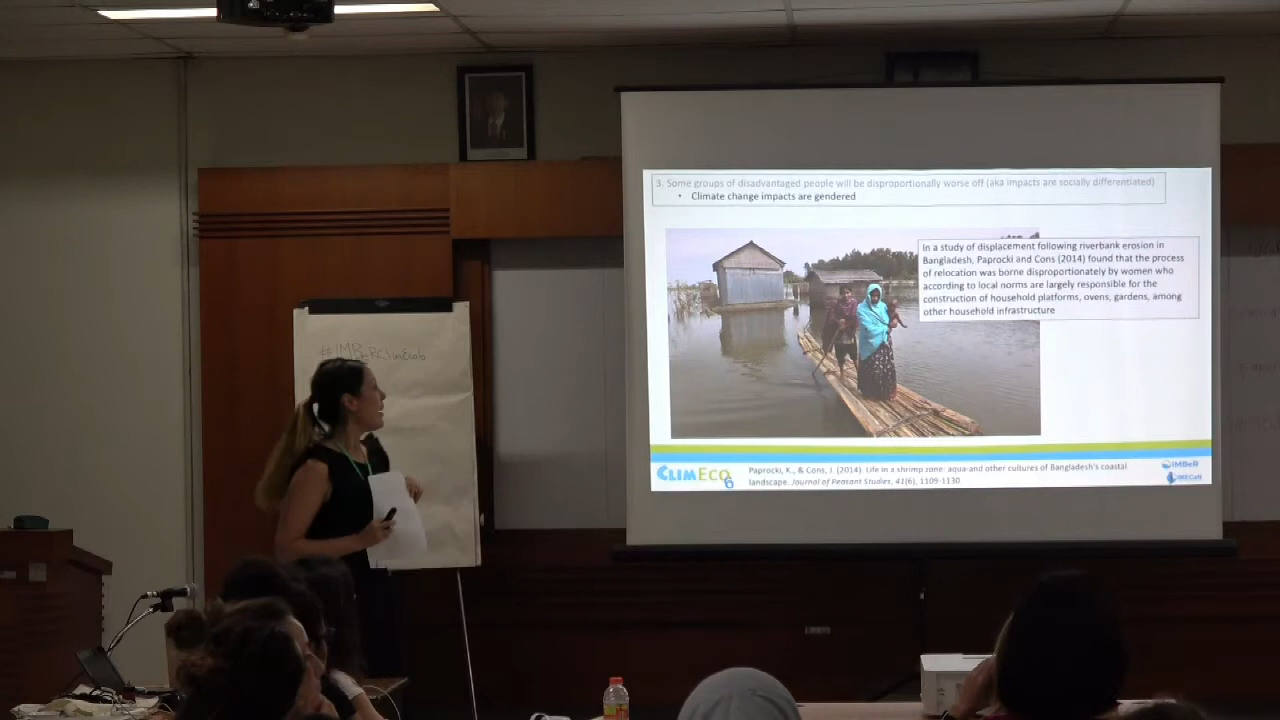 3. Some groups of disadvantaged people will be disproportionally worse off (aka impacts are socially differentiated)
• Climate change impacts are gendered
In a study of displacement following riverbank erosion in
Bangladesh, Paprocki and Cons (2014) found that the process
of relocation was borne disproportionately by women who
according to local norms are largely responsible for the
construction of household platforms, ovens, gardens, among
other household infrastructure
#IMBeRClimEco6
CLIMECO6
Paprocki, K., & Cons, J. (2014). Life in a shrimp zone: aqua-and other cultures of Bangladesh's coastal
landscape. Journal of Peasant Studies, 41(6), 1109-1130.
IMBeR